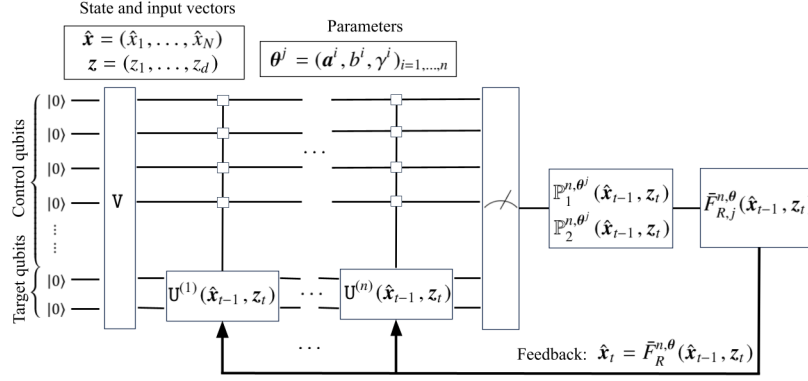 State and input vectors
x̂ = (x̂₁, . . . , x̂_N)
z = (z₁, . . . , z_d)
Parameters
θ^j = (a^i, b^i, γ^i)_{i=1,...,n}
Control qubits
Target qubits
|0⟩
|0⟩
|0⟩
|0⟩
|0⟩
|0⟩
V
. . .
U^{(1)}(x̂_{t−1}, z_t)
. . .
U^{(n)}(x̂_{t−1}, z_t)
. . .
ℙ₁^{n,θ^j}(x̂_{t−1}, z_t)
ℙ₂^{n,θ^j}(x̂_{t−1}, z_t)
F̄_{R,j}^{n,θ}(x̂_{t−1}, z_t
Feedback: x̂_t = F̄_R^{n,θ}(x̂_{t−1}, z_t)